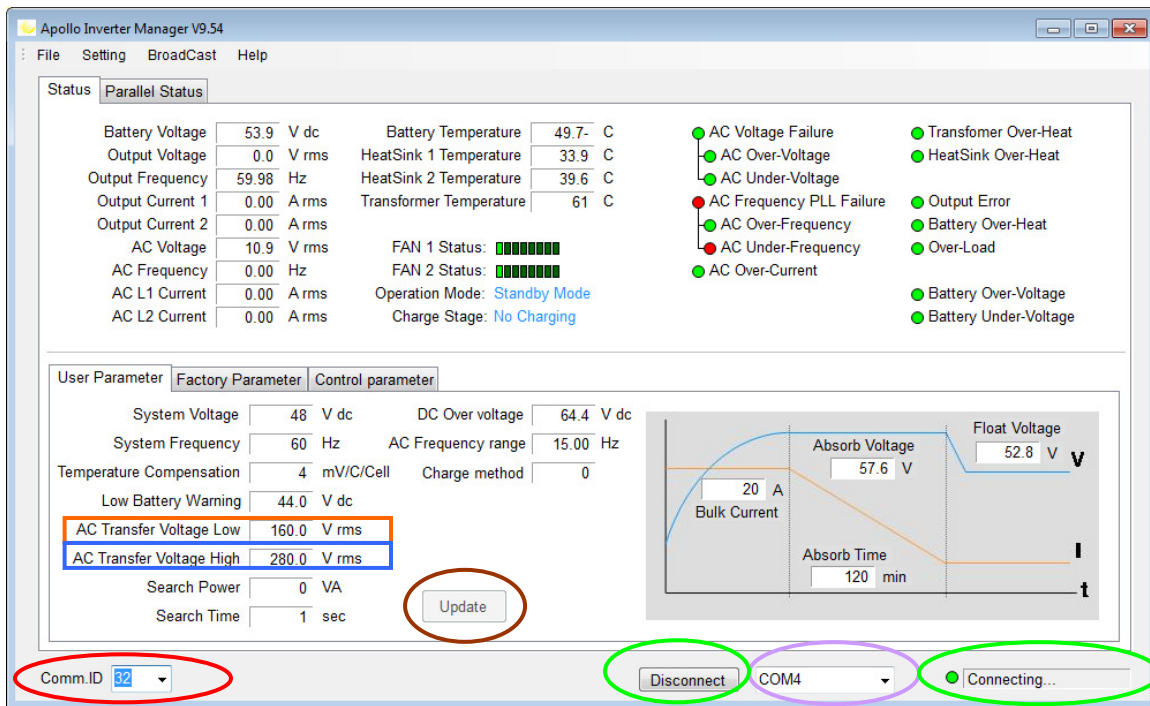 Apollo Inverter Manager V9.54
File Setting BroadCast Help
Status Parallel Status
Battery Voltage 53.9 V dc Battery Temperature 49.7- C AC Voltage Failure Transfomer Over-Heat
Output Voltage 0.0 V rms HeatSink 1 Temperature 33.9 C AC Over-Voltage HeatSink Over-Heat
Output Frequency 59.98 Hz HeatSink 2 Temperature 39.6 C AC Under-Voltage
Output Current 1 0.00 A rms Transformer Temperature 61 C AC Frequency PLL Failure Output Error
Output Current 2 0.00 A rms AC Over-Frequency Battery Over-Heat
AC Voltage 10.9 V rms FAN 1 Status: AC Under-Frequency Over-Load
AC Frequency 0.00 Hz FAN 2 Status: AC Over-Current
AC L1 Current 0.00 A rms Operation Mode: Standby Mode Battery Over-Voltage
AC L2 Current 0.00 A rms Charge Stage: No Charging Battery Under-Voltage
User Parameter Factory Parameter Control parameter
System Voltage 48 V dc DC Over voltage 64.4 V dc
System Frequency 60 Hz AC Frequency range 15.00 Hz
Temperature Compensation 4 mV/C/Cell Charge method 0
Low Battery Warning 44.0 V dc
AC Transfer Voltage Low 160.0 V rms
AC Transfer Voltage High 280.0 V rms
Search Power 0 VA
Search Time 1 sec
Update
Float Voltage
52.8 V V
Absorb Voltage
57.6 V
20 A
Bulk Current
Absorb Time
120 min
I
t
Comm.ID 32 Disconnect COM4 Connecting...